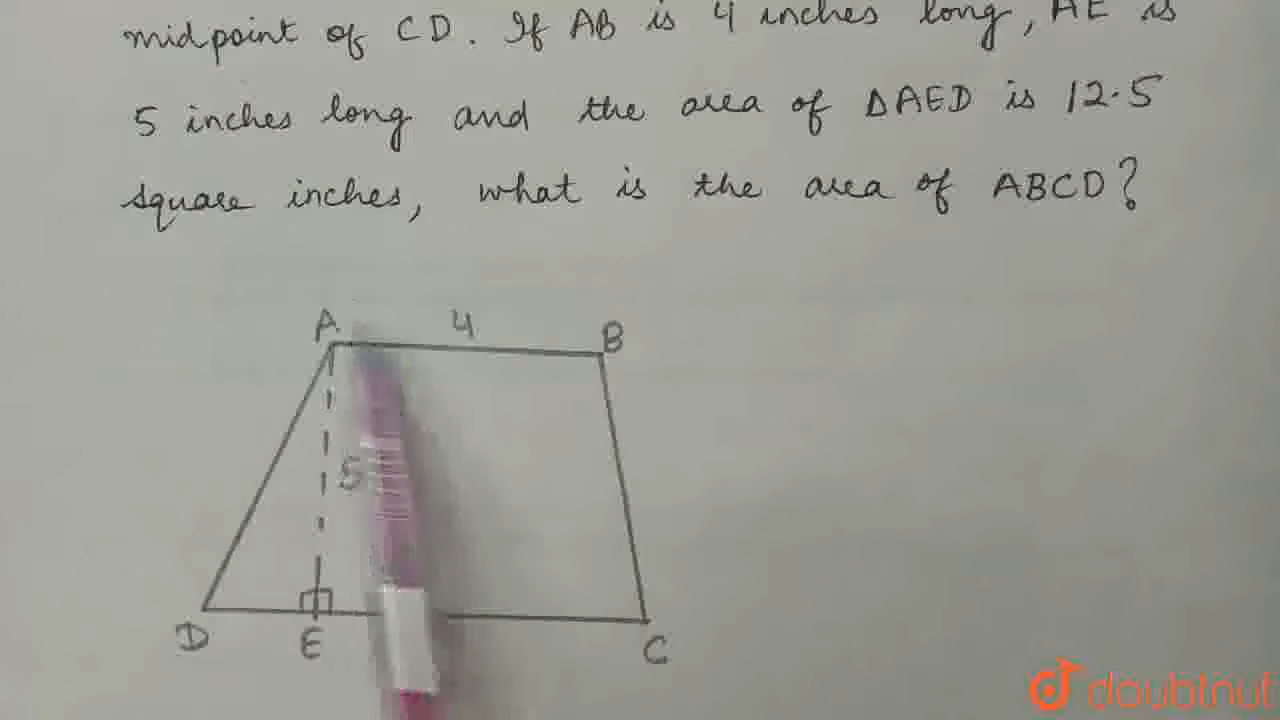 midpoint of CD. If AB is 4 inches long, AE is
5 inches long and the area of ΔAED is 12.5
square inches, what is the area of ABCD?
A 4 B
5
D E C
doubtnut